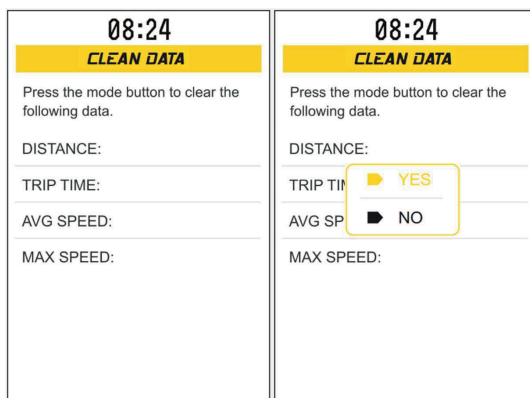 08:24
CLEAN DATA
Press the mode button to clear the
following data.
DISTANCE:
TRIP TIME:
AVG SPEED:
MAX SPEED:
08:24
CLEAN DATA
Press the mode button to clear the
following data.
DISTANCE:
TRIP TI
YES
AVG SP
NO
MAX SPEED: